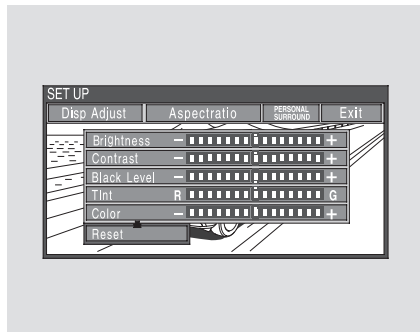 SET UP
Disp Adjust Aspectratio PERSONAL SURROUND Exit
Brightness − +
Contrast − +
Black Level − +
TInt R G
Color − +
Reset